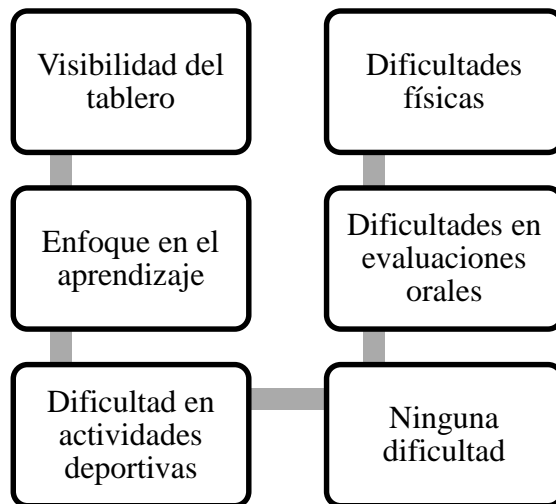 Visibilidad del
tablero
Enfoque en el
aprendizaje
Dificultad en
actividades
deportivas
Ninguna
dificultad
Dificultades en
evaluaciones
orales
Dificultades
físicas